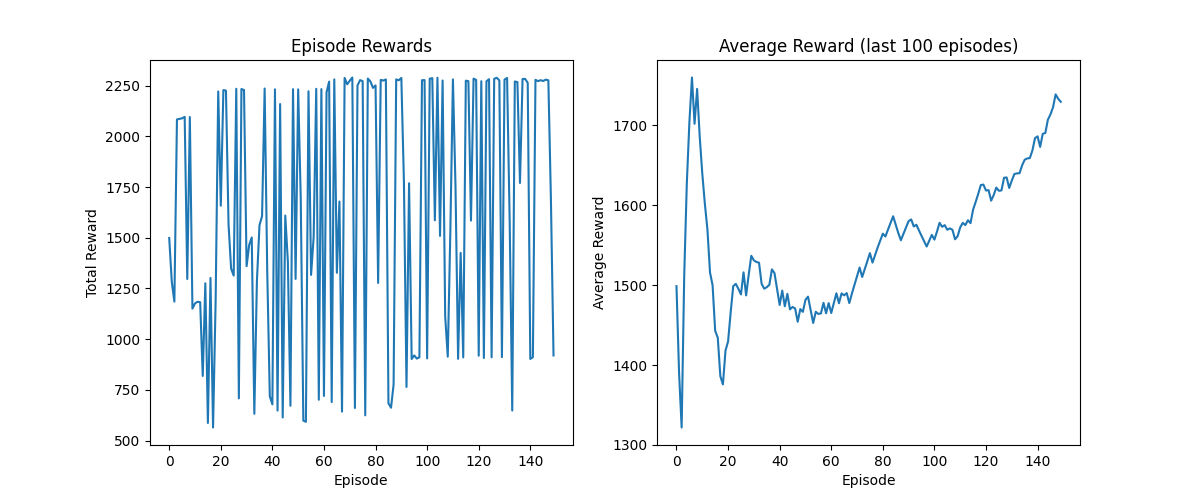 Episode Rewards
Total Reward
2250
2000
1750
1500
1250
1000
750
500
0 20 40 60 80 100 120 140
Episode
Average Reward (last 100 episodes)
Average Reward
1700
1600
1500
1400
1300
0 20 40 60 80 100 120 140
Episode